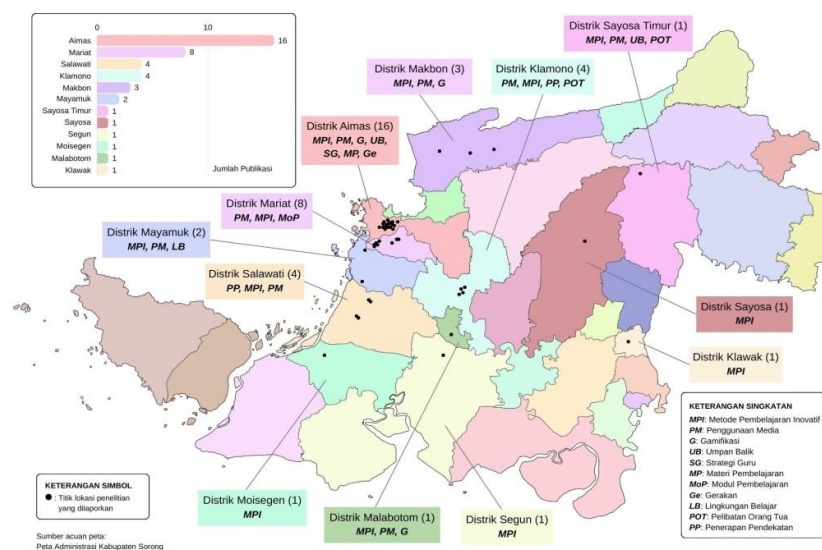 0
10
Aimas
16
Mariat
8
Salawati
4
Klamono
4
Makbon
3
Mayamuk
2
Sayosa Timur
1
Sayosa
1
Segun
1
Moisegen
1
Malabotom
1
Klawak
1
Jumlah Publikasi
Distrik Sayosa Timur (1)
MPI, PM, UB, POT
Distrik Makbon (3)
MPI, PM, G
Distrik Klamono (4)
PM, MPI, PP, POT
Distrik Aimas (16)
MPI, PM, G, UB,
SG, MP, Ge
Distrik Mariat (8)
PM, MPI, MoP
Distrik Mayamuk (2)
MPI, PM, LB
Distrik Salawati (4)
PP, MPI, PM
Distrik Sayosa (1)
MPI
Distrik Klawak (1)
MPI
Distrik Moisegen (1)
MPI
Distrik Malabotom (1)
MPI, PM, G
Distrik Segun (1)
MPI
KETERANGAN SIMBOL
: Titik lokasi penelitian
yang dilaporkan
Sumber acuan peta:
Peta Administrasi Kabupaten Sorong
KETERANGAN SINGKATAN
MPI: Metode Pembelajaran Inovatif
PM: Penggunaan Media
G: Gamifikasi
UB: Umpan Balik
SG: Strategi Guru
MP: Materi Pembelajaran
MoP: Modul Pembelajaran
Ge: Gerakan
LB: Lingkungan Belajar
POT: Pelibatan Orang Tua
PP: Penerapan Pendekatan